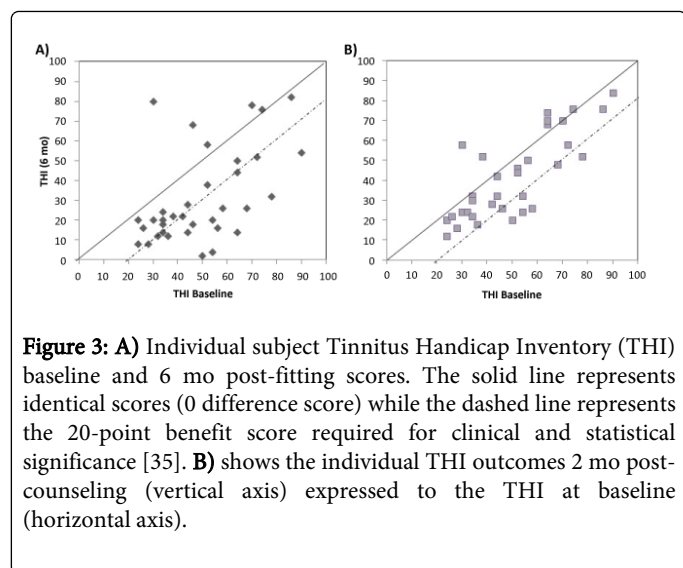 A)
100
90
80
70
60
50
40
30
20
10
0
THI (6 mo)
0 10 20 30 40 50 60 70 80 90 100
THI Baseline
B)
100
90
80
70
60
50
40
30
20
10
0
0 10 20 30 40 50 60 70 80 90 100
THI Baseline
Figure 3: A) Individual subject Tinnitus Handicap Inventory (THI)
baseline and 6 mo post-fitting scores. The solid line represents
identical scores (0 difference score) while the dashed line represents
the 20-point benefit score required for clinical and statistical
significance [35]. B) shows the individual THI outcomes 2 mo post-
counseling (vertical axis) expressed to the THI at baseline
(horizontal axis).